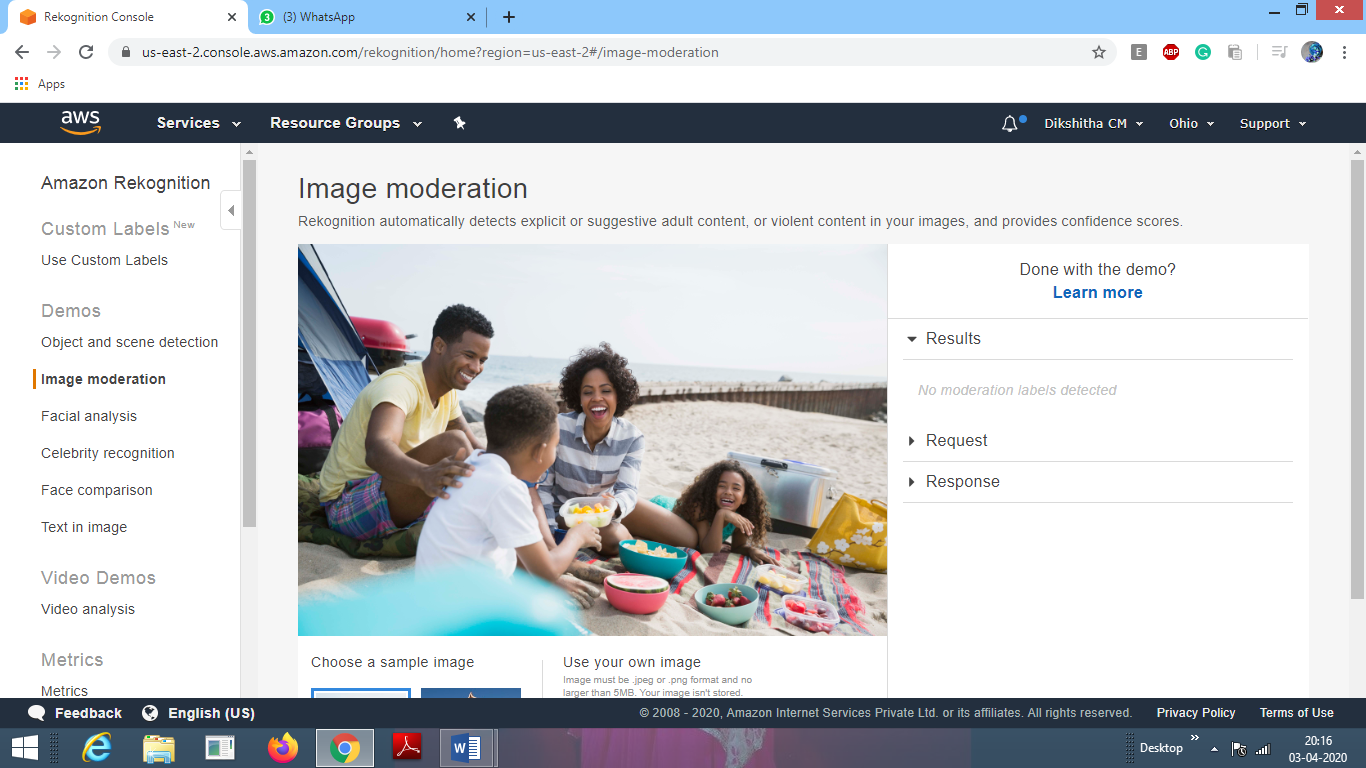 Rekognition Console
(3) WhatsApp
us-east-2.console.aws.amazon.com/rekognition/home?region=us-east-2#/image-moderation
E
ABP
Apps
aws
Services
Resource Groups
Dikshitha CM
Ohio
Support
Amazon Rekognition
Custom Labels New
Use Custom Labels
Demos
Object and scene detection
Image moderation
Facial analysis
Celebrity recognition
Face comparison
Text in image
Video Demos
Video analysis
Metrics
Metrics
Image moderation
Rekognition automatically detects explicit or suggestive adult content, or violent content in your images, and provides confidence scores.
Done with the demo?
Learn more
Results
No moderation labels detected
Request
Response
Choose a sample image
Use your own image
Image must be .jpeg or .png format and no
larger than 5MB. Your image isn't stored.
Feedback
English (US)
© 2008 - 2020, Amazon Internet Services Private Ltd. or its affiliates. All rights reserved.
Privacy Policy
Terms of Use
Desktop
20:16
03-04-2020